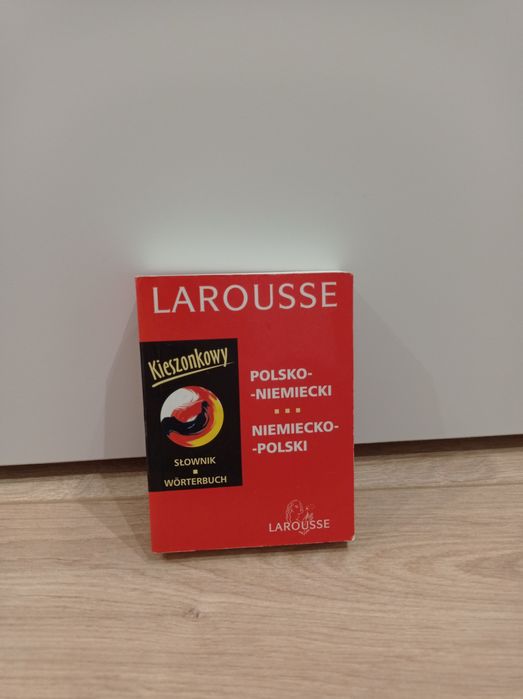 LAROUSSE
Kieszonkowy
SŁOWNIK
WÖRTERBUCH
POLSKO-
-NIEMIECKI
NIEMIECKO-
-POLSKI
LAROUSSE